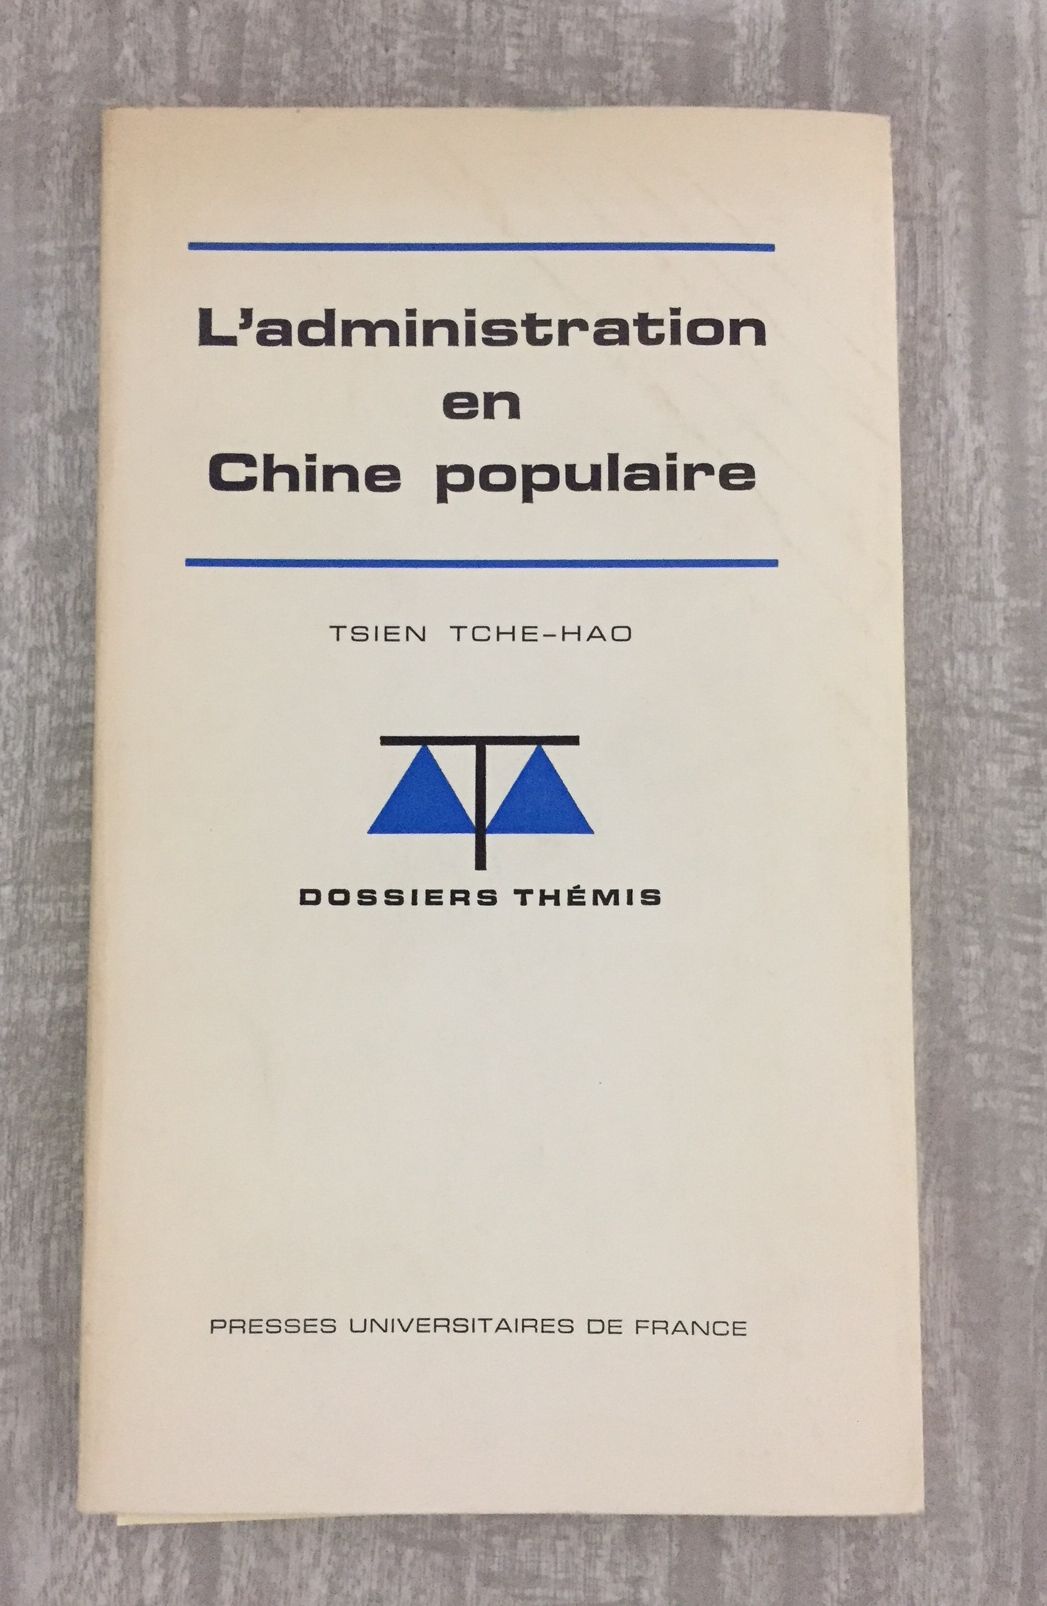 L'administration
en
Chine populaire
TSIEN TCHE-HAO
DOSSIERS THÉMIS
PRESSES UNIVERSITAIRES DE FRANCE